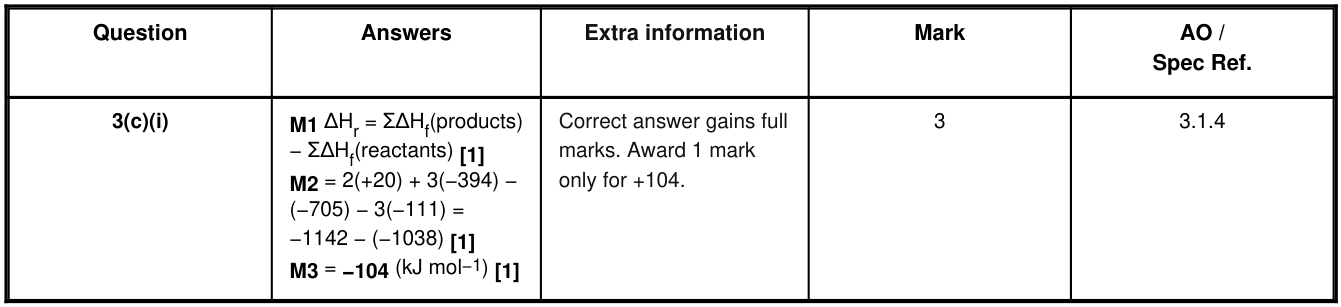 Question Answers Extra information Mark AO /
Spec Ref.
3(c)(i)
M1 ΔHr = ΣΔHf(products)
− ΣΔHf(reactants) [1]
M2 = 2(+20) + 3(−394) −
(−705) − 3(−111) =
−1142 − (−1038) [1]
M3 = −104 (kJ mol−1) [1]
Correct answer gains full
marks. Award 1 mark
only for +104.
3
3.1.4